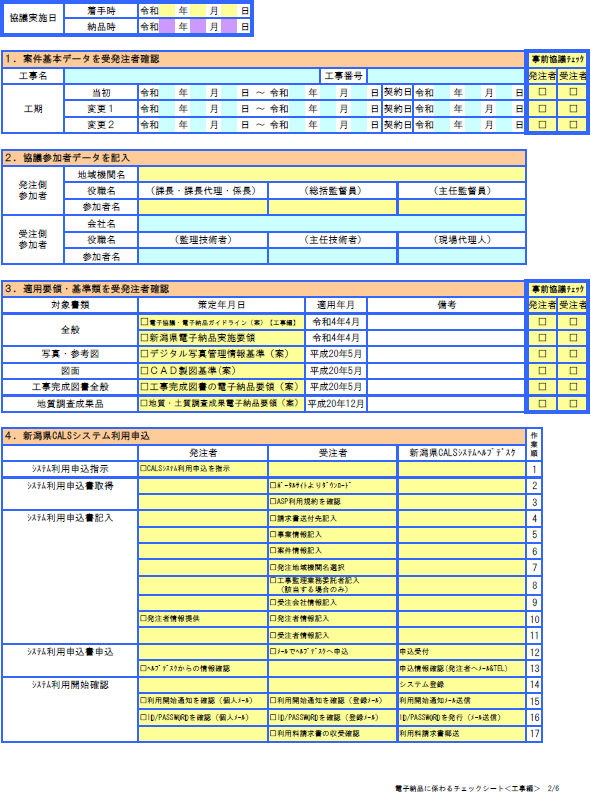 協議実施日 着手時 令和 年 月 日
納品時 令和 年 月 日
1．案件基本データを受発注者確認 事前協議ﾁｪｯｸ
工事名 工事番号 発注者 受注者
工期 当初 令和 年 月 日 ～ 令和 年 月 日 契約日 令和 年 月 日 □ □
変更1 令和 年 月 日 ～ 令和 年 月 日 契約日 令和 年 月 日 □ □
変更2 令和 年 月 日 ～ 令和 年 月 日 契約日 令和 年 月 日 □ □
2．協議参加者データを記入
発注側参加者 地域機関名
役職名 （課長・課長代理・係長） （総括監督員） （主任監督員）
参加者名
受注側参加者 会社名
役職名 （監理技術者） （主任技術者） （現場代理人）
参加者名
3．適用要領・基準類を受発注者確認 事前協議ﾁｪｯｸ
対象書類 策定年月日 適用年月 備考 発注者 受注者
全般 □電子協議・電子納品ガイドライン（案）【工事編】 令和4年4月 □ □
□新潟県電子納品実施要領 令和4年4月 □ □
写真・参考図 □デジタル写真管理情報基準（案） 平成20年5月 □ □
図面 □ＣＡＤ製図基準（案） 平成20年5月 □ □
工事完成図書全般 □工事完成図書の電子納品要領（案） 平成20年5月 □ □
地質調査成果品 □地質・土質調査成果電子納品要領（案） 平成20年12月 □ □
4．新潟県CALSシステム利用申込 作業順
発注者 受注者 新潟県CALSシステムﾍﾙﾌﾟﾃﾞｽｸ
ｼｽﾃﾑ利用申込指示 □CALSｼｽﾃﾑ利用申込を指示 1
ｼｽﾃﾑ利用申込書取得 □ﾎﾟｰﾀﾙｻｲﾄよりﾀﾞｳﾝﾛｰﾄﾞ 2
□ASP利用規約を確認 3
ｼｽﾃﾑ利用申込書記入 □請求書送付先記入 4
□事業情報記入 5
□案件情報記入 6
□発注地域機関名選択 7
□工事監理業務委託者記入（該当する場合のみ） 8
□受注会社情報記入 9
□発注者情報提供 □発注者情報記入 10
□受注者情報記入 11
ｼｽﾃﾑ利用申込書申込 □ﾒｰﾙでﾍﾙﾌﾟﾃﾞｽｸへ申込 申込受付 12
□ﾍﾙﾌﾟﾃﾞｽｸからの情報確認 申込情報確認(発注者へﾒｰﾙ&TEL) 13
ｼｽﾃﾑ利用開始確認 システム登録 14
□利用開始通知を確認（個人ﾒｰﾙ） □利用開始通知を確認（登録ﾒｰﾙ） 利用開始通知ﾒｰﾙ送信 15
□ID/PASSWORDを確認（個人ﾒｰﾙ） □ID/PASSWORDを確認（登録ﾒｰﾙ） ID/PASSWORDを発行（ﾒｰﾙ送信） 16
□利用料請求書の収受確認 利用料請求書郵送 17
電子納品に係わるチェックシート＜工事編＞ 2/6